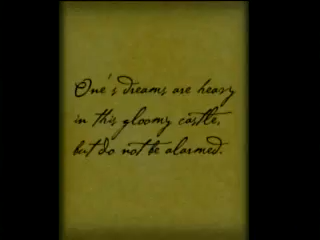 One's dreams are heavy
in this gloomy castle,
but do not be alarmed.